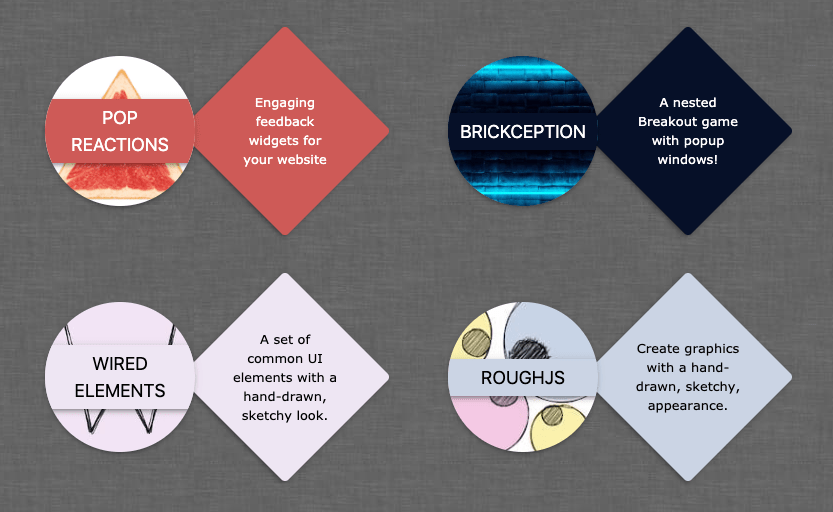 POP
REACTIONS
Engaging
feedback
widgets for
your website
BRICKCEPTION
A nested
Breakout game
with popup
windows!
WIRED
ELEMENTS
A set of
common UI
elements with a
hand-drawn,
sketchy look.
ROUGHJS
Create graphics
with a hand-
drawn, sketchy,
appearance.